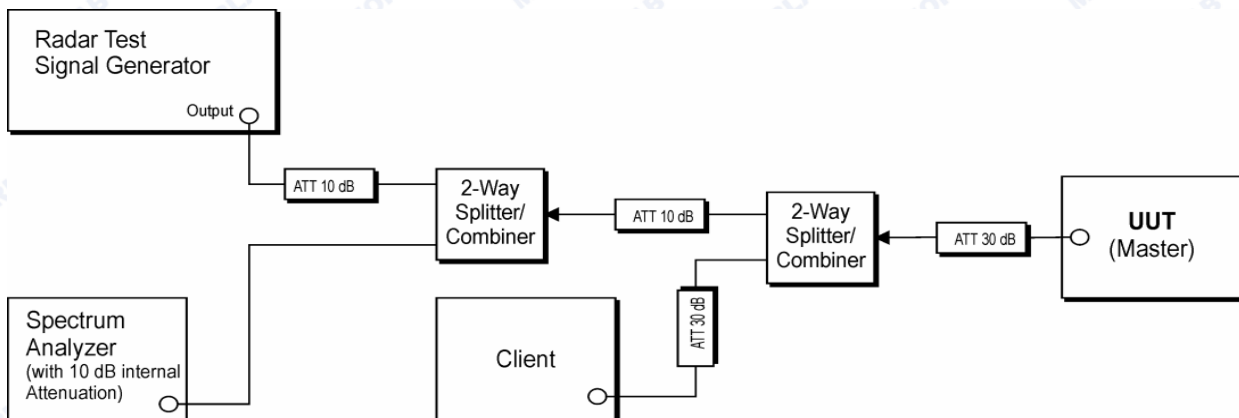 Radar Test
Signal Generator
Output
ATT 10 dB
2-Way
Splitter/
Combiner
ATT 10 dB
2-Way
Splitter/
Combiner
ATT 30 dB
UUT
(Master)
ATT 30 dB
Spectrum
Analyzer
(with 10 dB internal
Attenuation)
Client